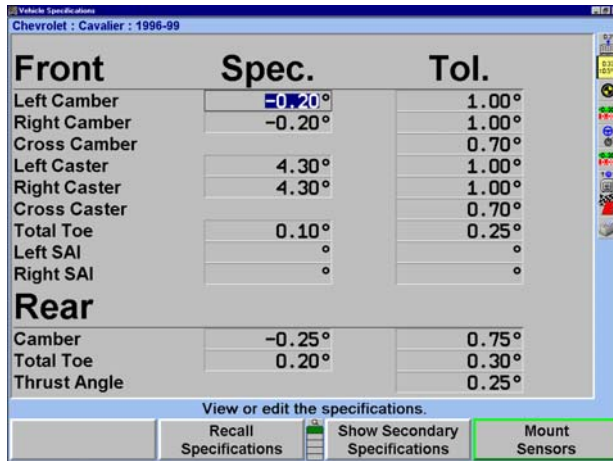 Vehicle Specifications
Chevrolet : Cavalier : 1996-99
Front Spec. Tol.
Left Camber -0.20° 1.00°
Right Camber -0.20° 1.00°
Cross Camber 0.70°
Left Caster 4.30° 1.00°
Right Caster 4.30° 1.00°
Cross Caster 0.70°
Total Toe 0.10° 0.25°
Left SAI ° °
Right SAI ° °
Rear
Camber -0.25° 0.75°
Total Toe 0.20° 0.30°
Thrust Angle 0.25°
View or edit the specifications.
Recall Specifications
Show Secondary Specifications
Mount Sensors